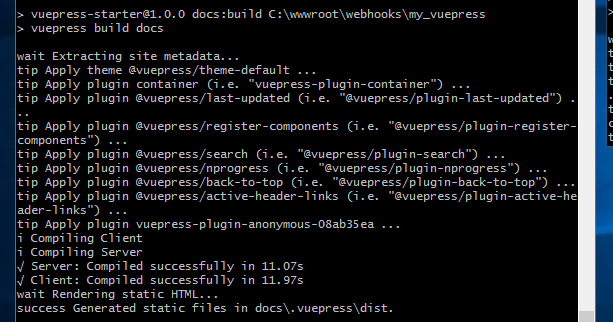 > vuepress-starter@1.0.0 docs:build C:\wwwroot\webhooks\my_vuepress
> vuepress build docs
wait Extracting site metadata...
tip Apply theme @vuepress/theme-default ...
tip Apply plugin container (i.e. "vuepress-plugin-container") ...
tip Apply plugin @vuepress/last-updated (i.e. "@vuepress/plugin-last-updated") .
..
tip Apply plugin @vuepress/register-components (i.e. "@vuepress/plugin-register-
components") ...
tip Apply plugin @vuepress/search (i.e. "@vuepress/plugin-search") ...
tip Apply plugin @vuepress/nprogress (i.e. "@vuepress/plugin-nprogress") ...
tip Apply plugin @vuepress/back-to-top (i.e. "@vuepress/plugin-back-to-top") ...
tip Apply plugin @vuepress/active-header-links (i.e. "@vuepress/plugin-active-he
ader-links") ...
tip Apply plugin vuepress-plugin-anonymous-08ab35ea ...
i Compiling Client
i Compiling Server
√ Server: Compiled successfully in 11.07s
√ Client: Compiled successfully in 11.97s
wait Rendering static HTML...
success Generated static files in docs\.vuepress\dist.